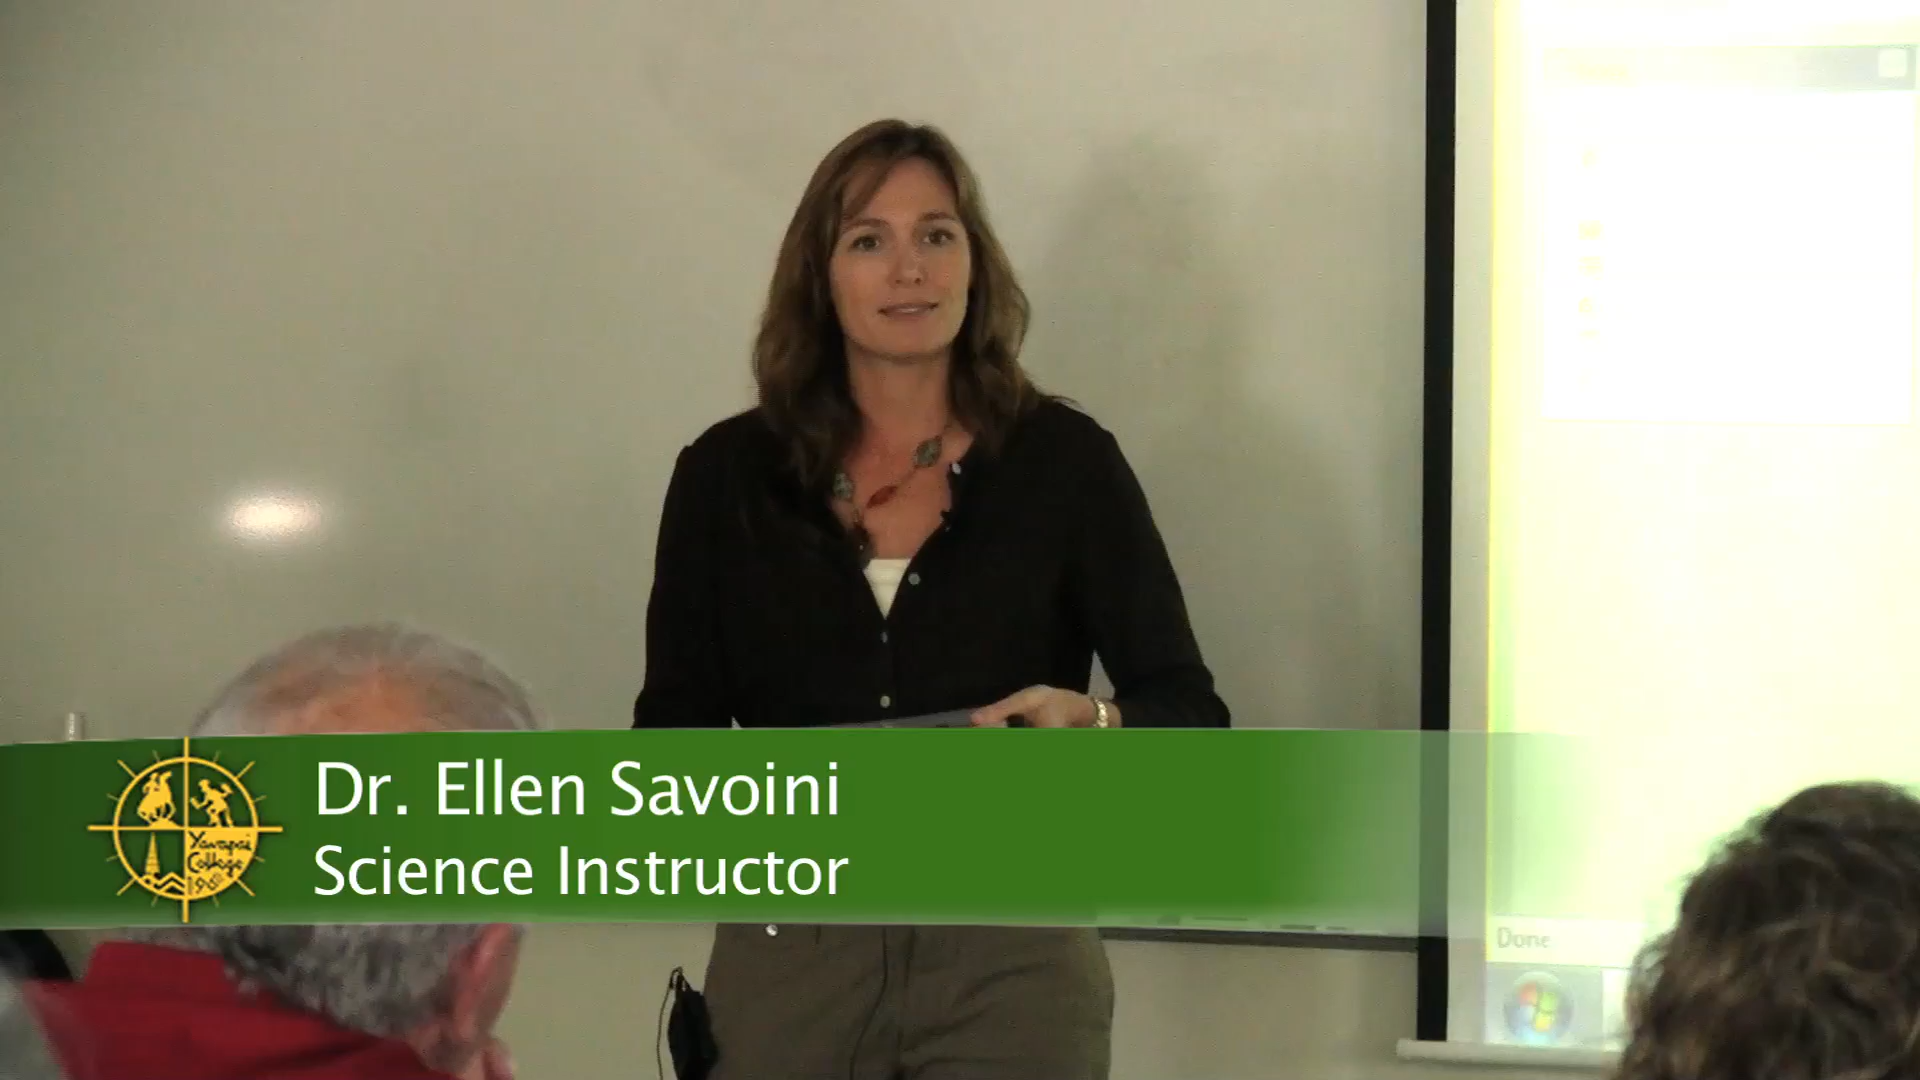 Dr. Ellen Savoini
Science Instructor
Yavapai
College
Done